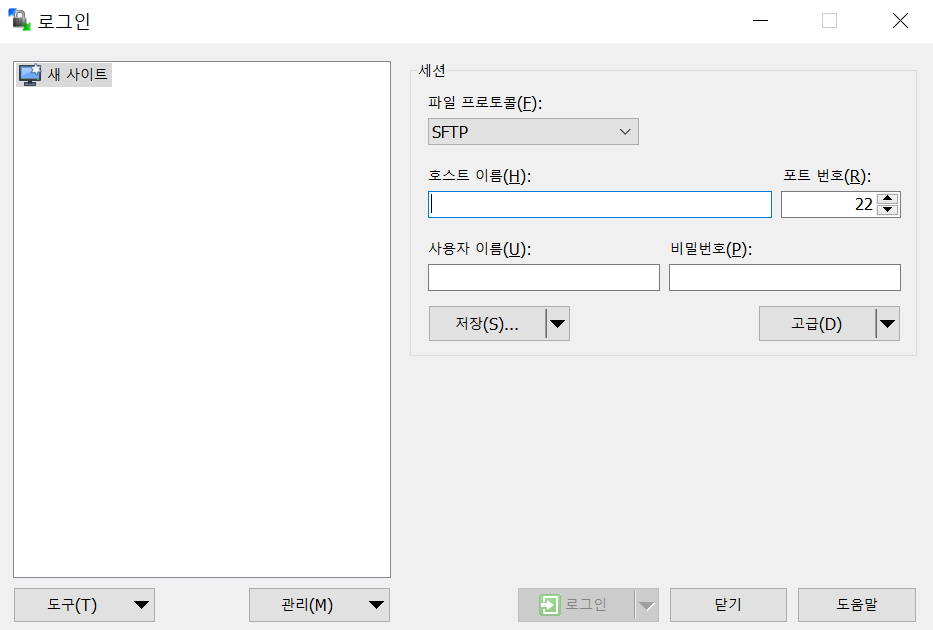 로그인
새 사이트
세션
파일 프로토콜(F):
SFTP
호스트 이름(H): 포트 번호(R):
22
사용자 이름(U): 비밀번호(P):
저장(S)... 고급(D)
도구(T) 관리(M) 로그인 닫기 도움말